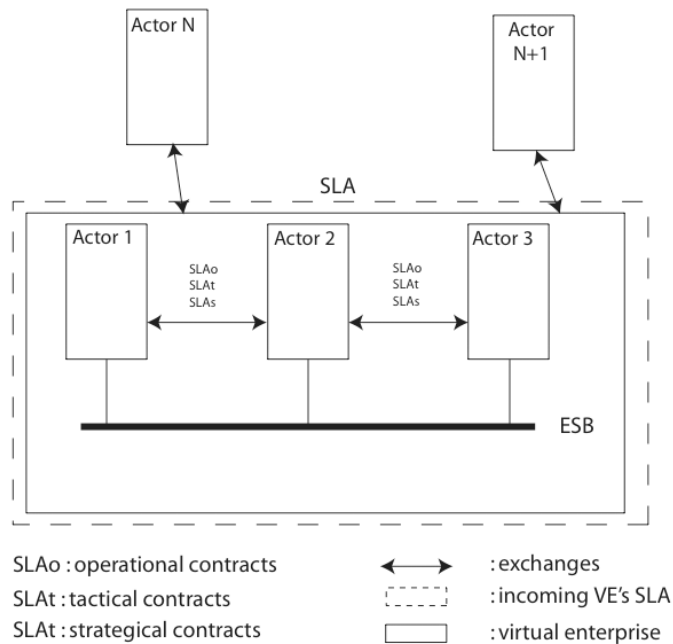 Actor N
Actor
N+1
SLA
Actor 1
Actor 2
Actor 3
SLAo
SLAt
SLAs
SLAo
SLAt
SLAs
ESB
SLAo : operational contracts
: exchanges
SLAt : tactical contracts
: incoming VE's SLA
SLAt : strategical contracts
: virtual enterprise